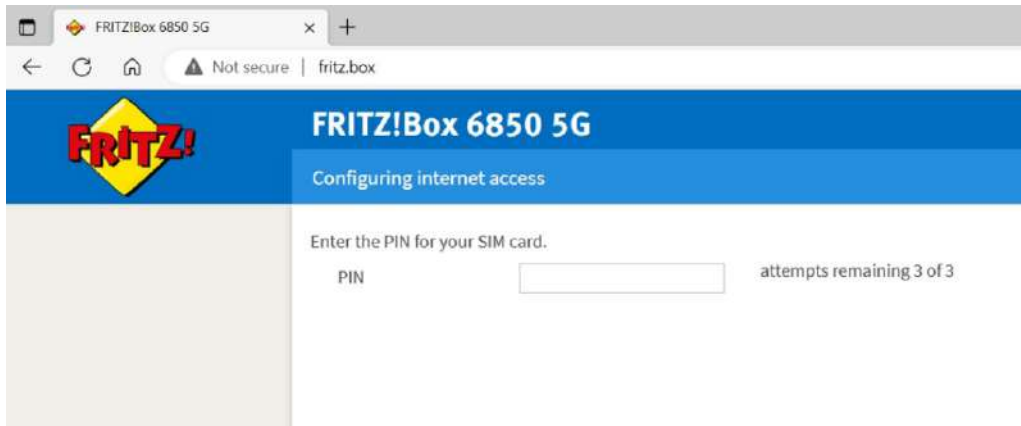 FRITZ!Box 6850 5G
Not secure | fritz.box
FRITZ!
FRITZ!Box 6850 5G
Configuring internet access
Enter the PIN for your SIM card.
PIN attempts remaining 3 of 3